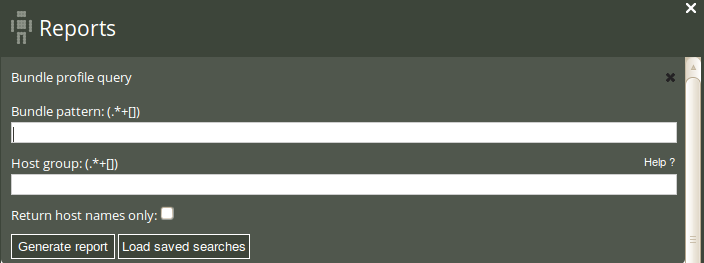 Reports
Bundle profile query
Bundle pattern: (.*+[])
Host group: (.*+[])
Help ?
Return host names only:
Generate report
Load saved searches